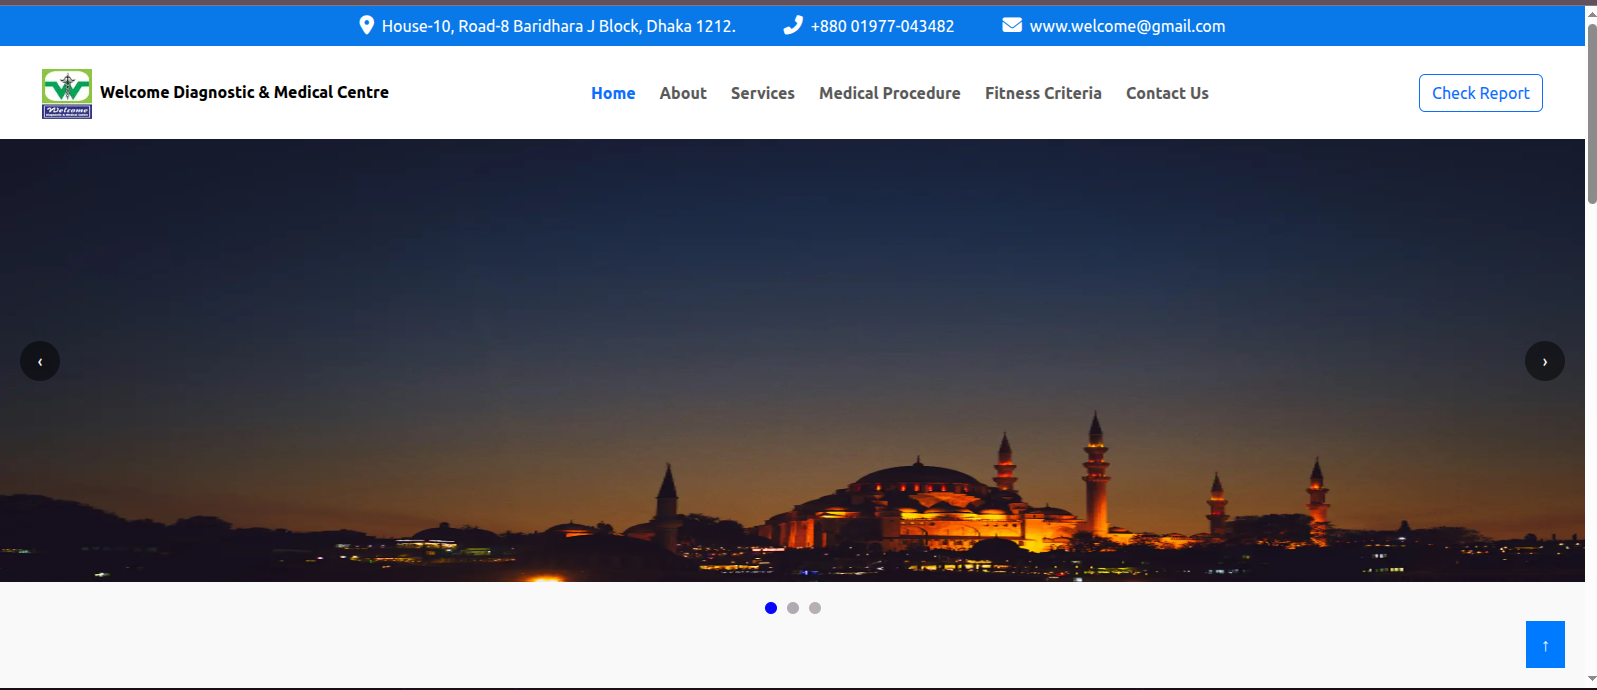 House-10, Road-8 Baridhara J Block, Dhaka 1212. +880 01977-043482 www.welcome@gmail.com
Welcome
Welcome Diagnostic & Medical Centre
Home About Services Medical Procedure Fitness Criteria Contact Us
Check Report
‹ ›
↑